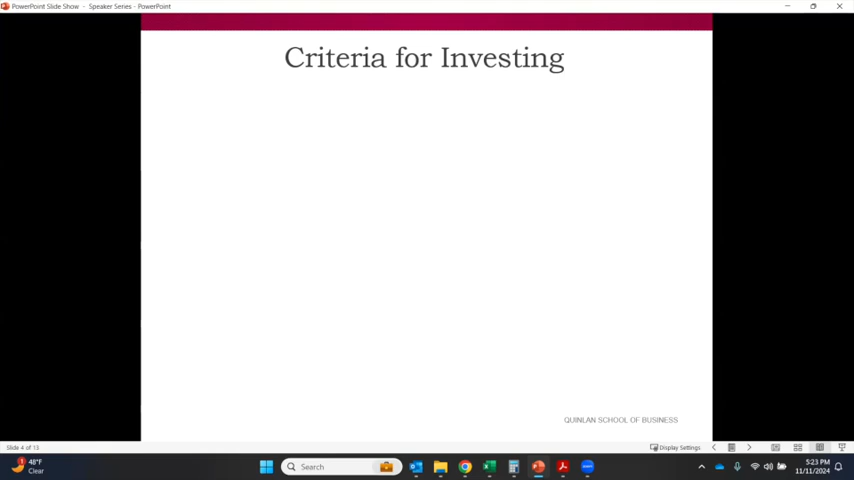 PowerPoint Slide Show - Speaker Series - PowerPoint
Criteria for Investing
QUINLAN SCHOOL OF BUSINESS
Slide 4 of 13
Display Settings
1
48°F
Clear
Search
5:23 PM
11/11/2024